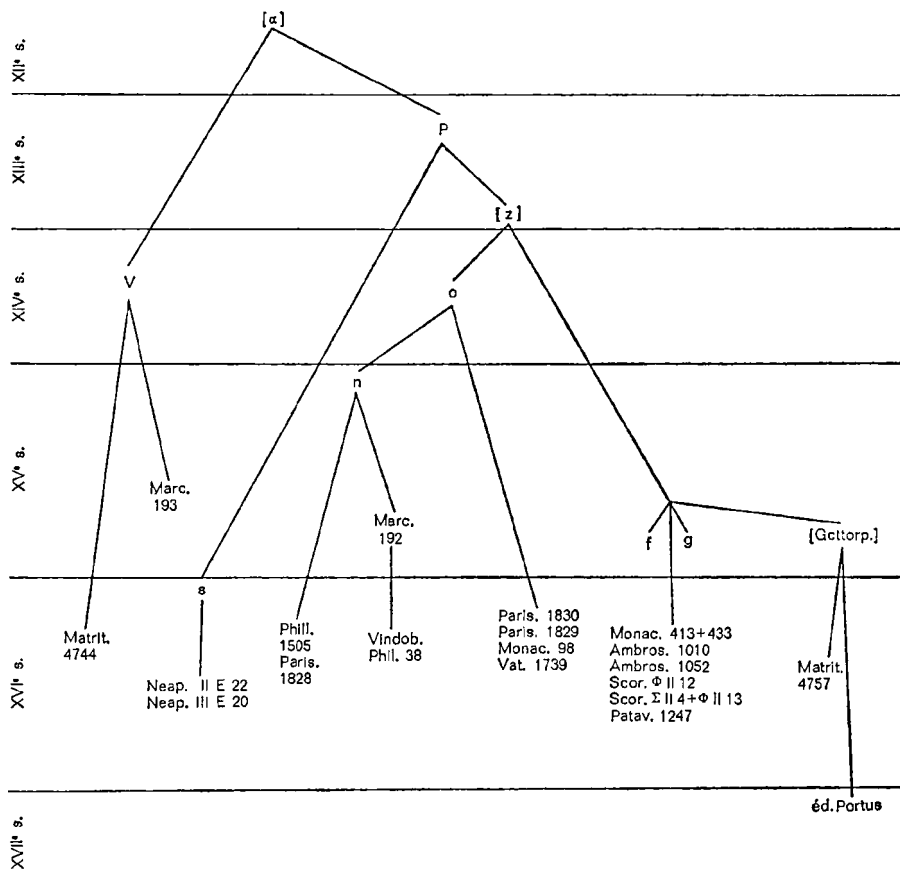 [α]
XIIᵉ s.
P
XIIIᵉ s.
[z]
V
o
XIVᵉ s.
n
Marc.
193
Marc.
192
f
g
[Gcttorp.]
XVᵉ s.
s
Matrit.
4744
Neap. II E 22
Neap. III E 20
Phill.
1505
Paris.
1828
Vindob.
Phil. 38
Paris. 1830
Paris. 1829
Monac. 98
Vat. 1739
Monac. 413+433
Ambros. 1010
Ambros. 1052
Scor. Φ II 12
Scor. Σ II 4+Φ II 13
Patav. 1247
Matrit.
4757
XVIᵉ s.
éd. Portus
XVIIᵉ s.